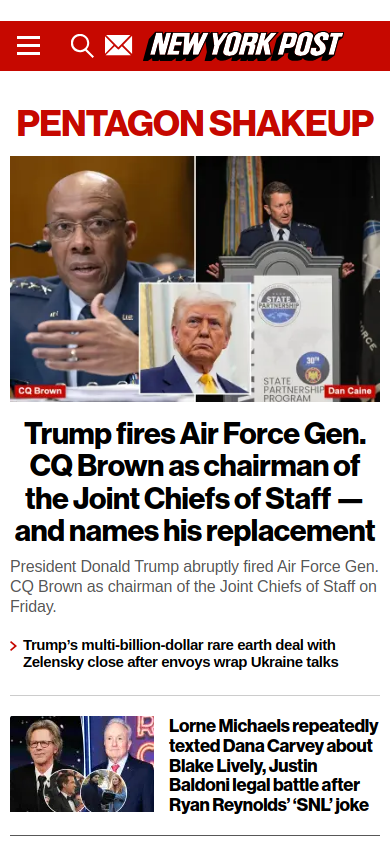 NEW YORK POST
PENTAGON SHAKEUP
STATE
PARTNERSHIP
30TH
STATE
PARTNERSHIP
PROGRAM
FORCE
CQ Brown
Dan Caine
Trump fires Air Force Gen.
CQ Brown as chairman of
the Joint Chiefs of Staff —
and names his replacement
President Donald Trump abruptly fired Air Force Gen.
CQ Brown as chairman of the Joint Chiefs of Staff on
Friday.
Trump’s multi-billion-dollar rare earth deal with
Zelensky close after envoys wrap Ukraine talks
Lorne Michaels repeatedly
texted Dana Carvey about
Blake Lively, Justin
Baldoni legal battle after
Ryan Reynolds’ ‘SNL’ joke